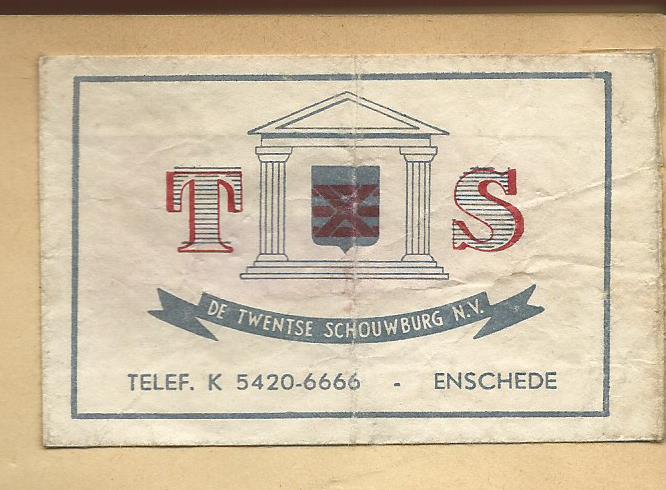 T S
DE TWENTSE SCHOUWBURG N.V.
TELEF. K 5420-6666 - ENSCHEDE